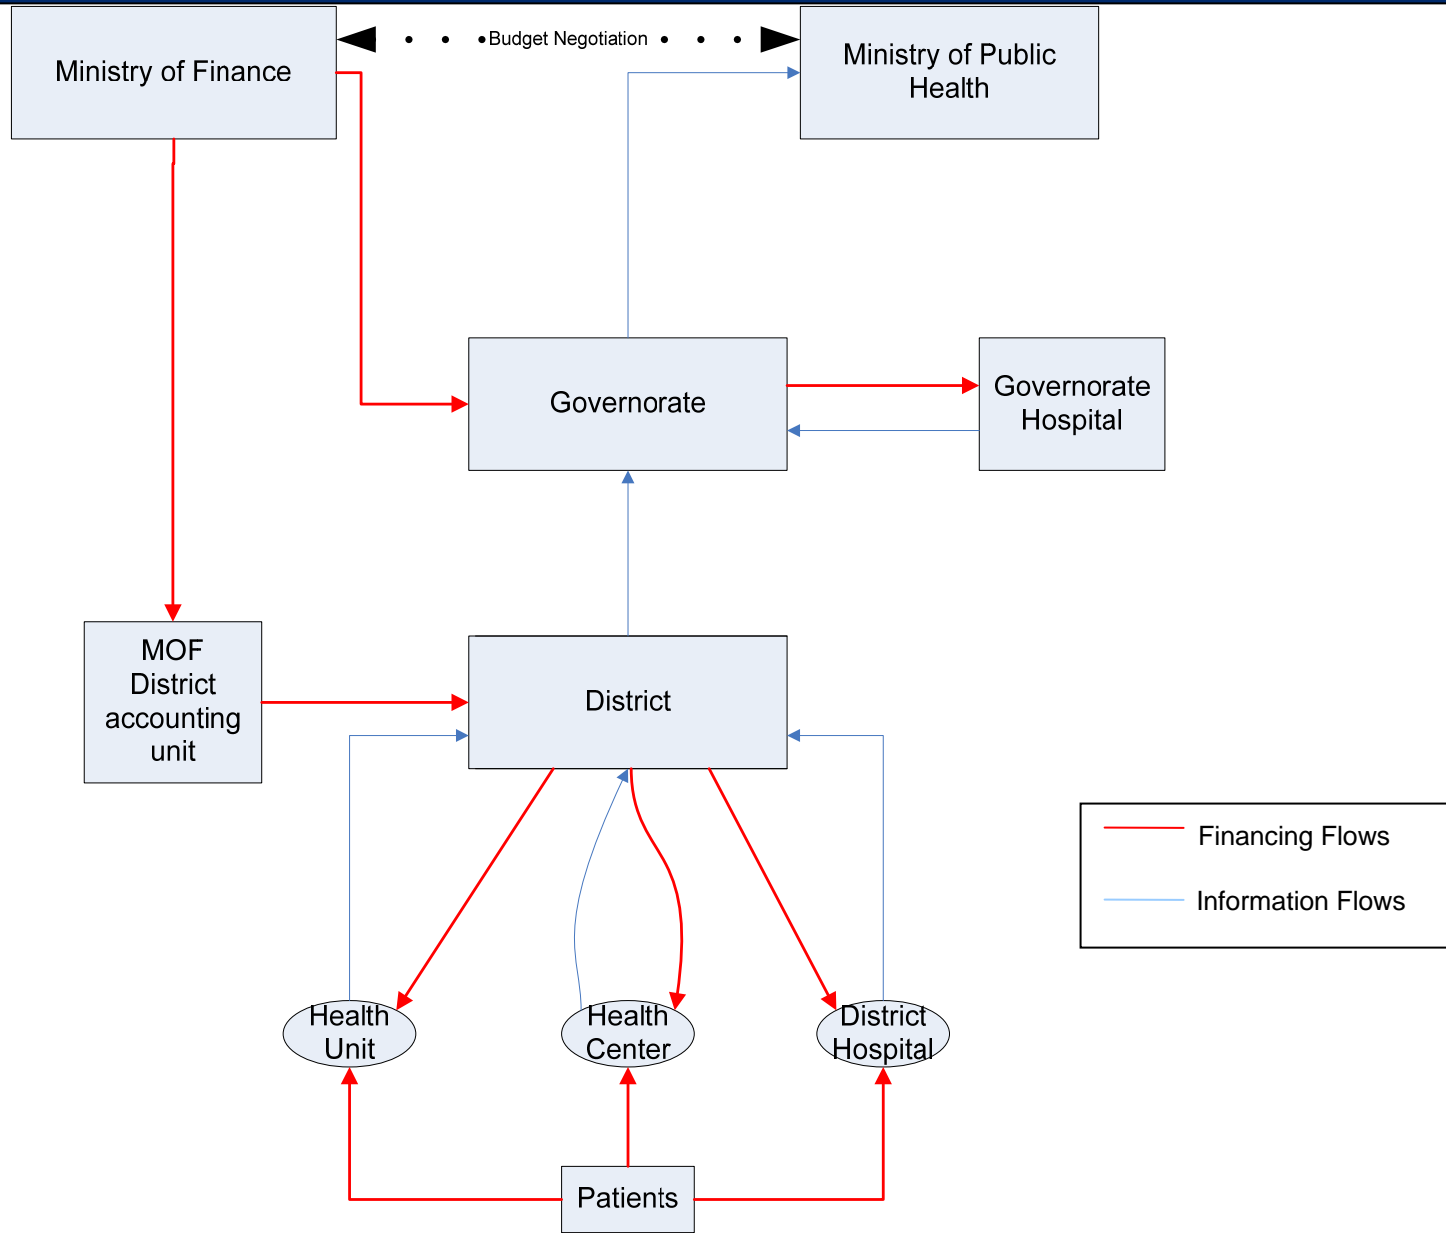 Ministry of Finance
Budget Negotiation
Ministry of Public
Health
Governorate
Governorate
Hospital
MOF
District
accounting
unit
District
Financing Flows
Information Flows
Health
Unit
Health
Center
District
Hospital
Patients